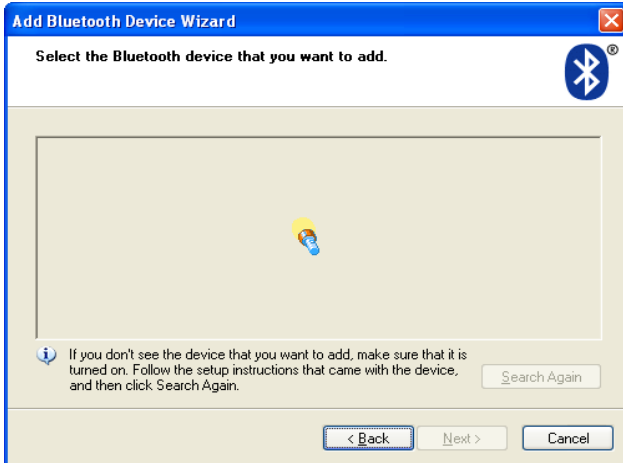 Add Bluetooth Device Wizard
Select the Bluetooth device that you want to add.
®
If you don't see the device that you want to add, make sure that it is
turned on. Follow the setup instructions that came with the device,
and then click Search Again.
Search Again
< Back
Next >
Cancel